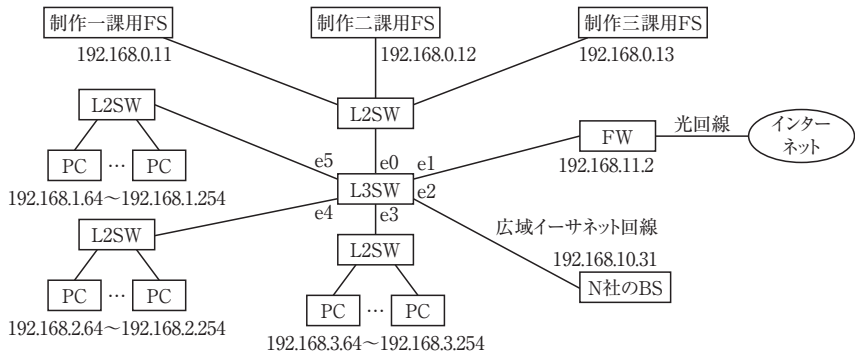 制作一課用FS
制作二課用FS
制作三課用FS
192.168.0.11
192.168.0.12
192.168.0.13
L2SW
L2SW
FW
光回線
インター
ネット
192.168.11.2
PC
…
PC
192.168.1.64～192.168.1.254
e5
e0
e1
L3SW
e2
e4
e3
L2SW
L2SW
広域イーサネット回線
192.168.10.31
N社のBS
PC
…
PC
192.168.2.64～192.168.2.254
PC
…
PC
192.168.3.64～192.168.3.254